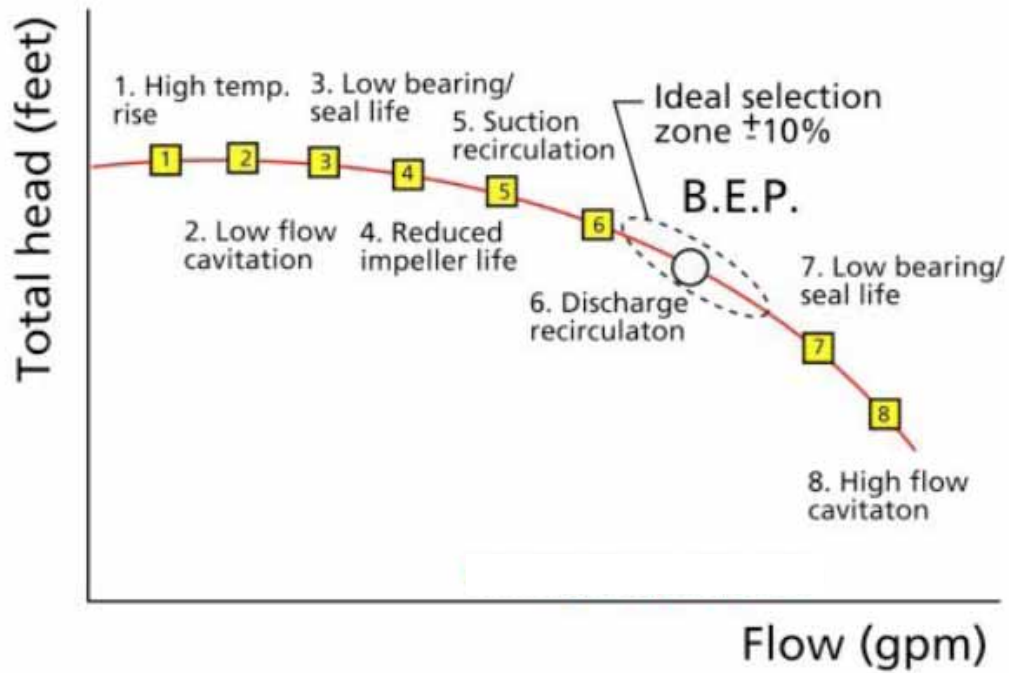 Total head (feet)
1. High temp.
rise
3. Low bearing/
seal life
5. Suction
recirculation
Ideal selection
zone ±10%
B.E.P.
1
2
3
4
5
6
7
8
2. Low flow
cavitation
4. Reduced
impeller life
6. Discharge
recirculaton
7. Low bearing/
seal life
8. High flow
cavitaton
Flow (gpm)